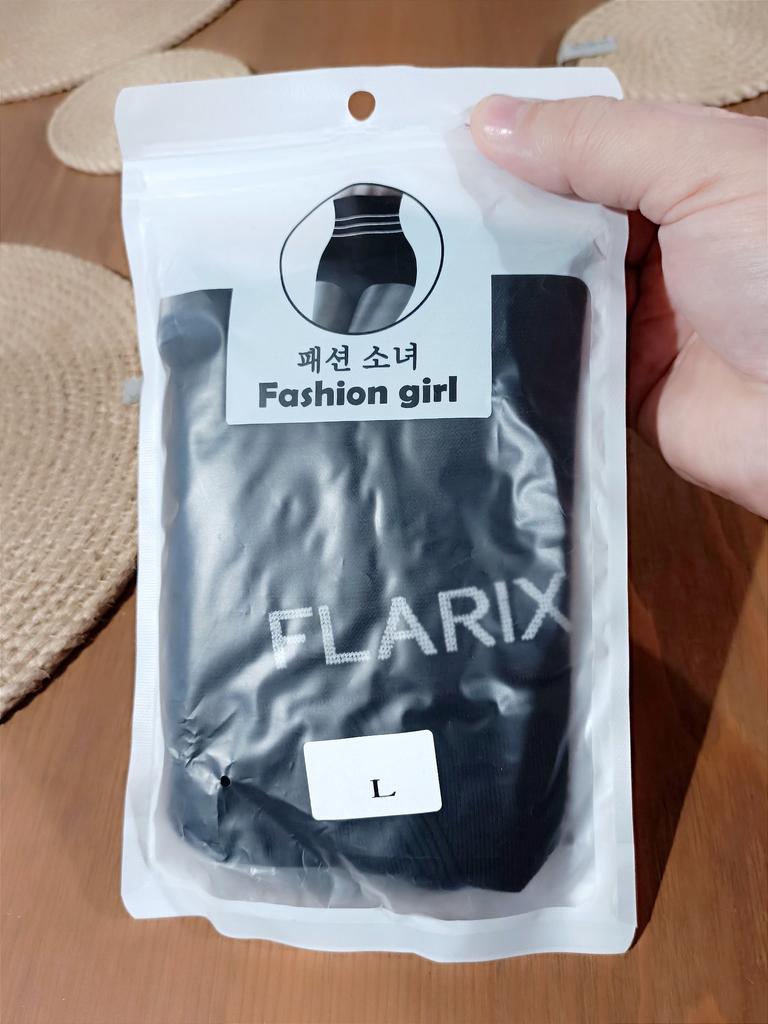 패션 소녀
Fashion girl
FLARIX
L